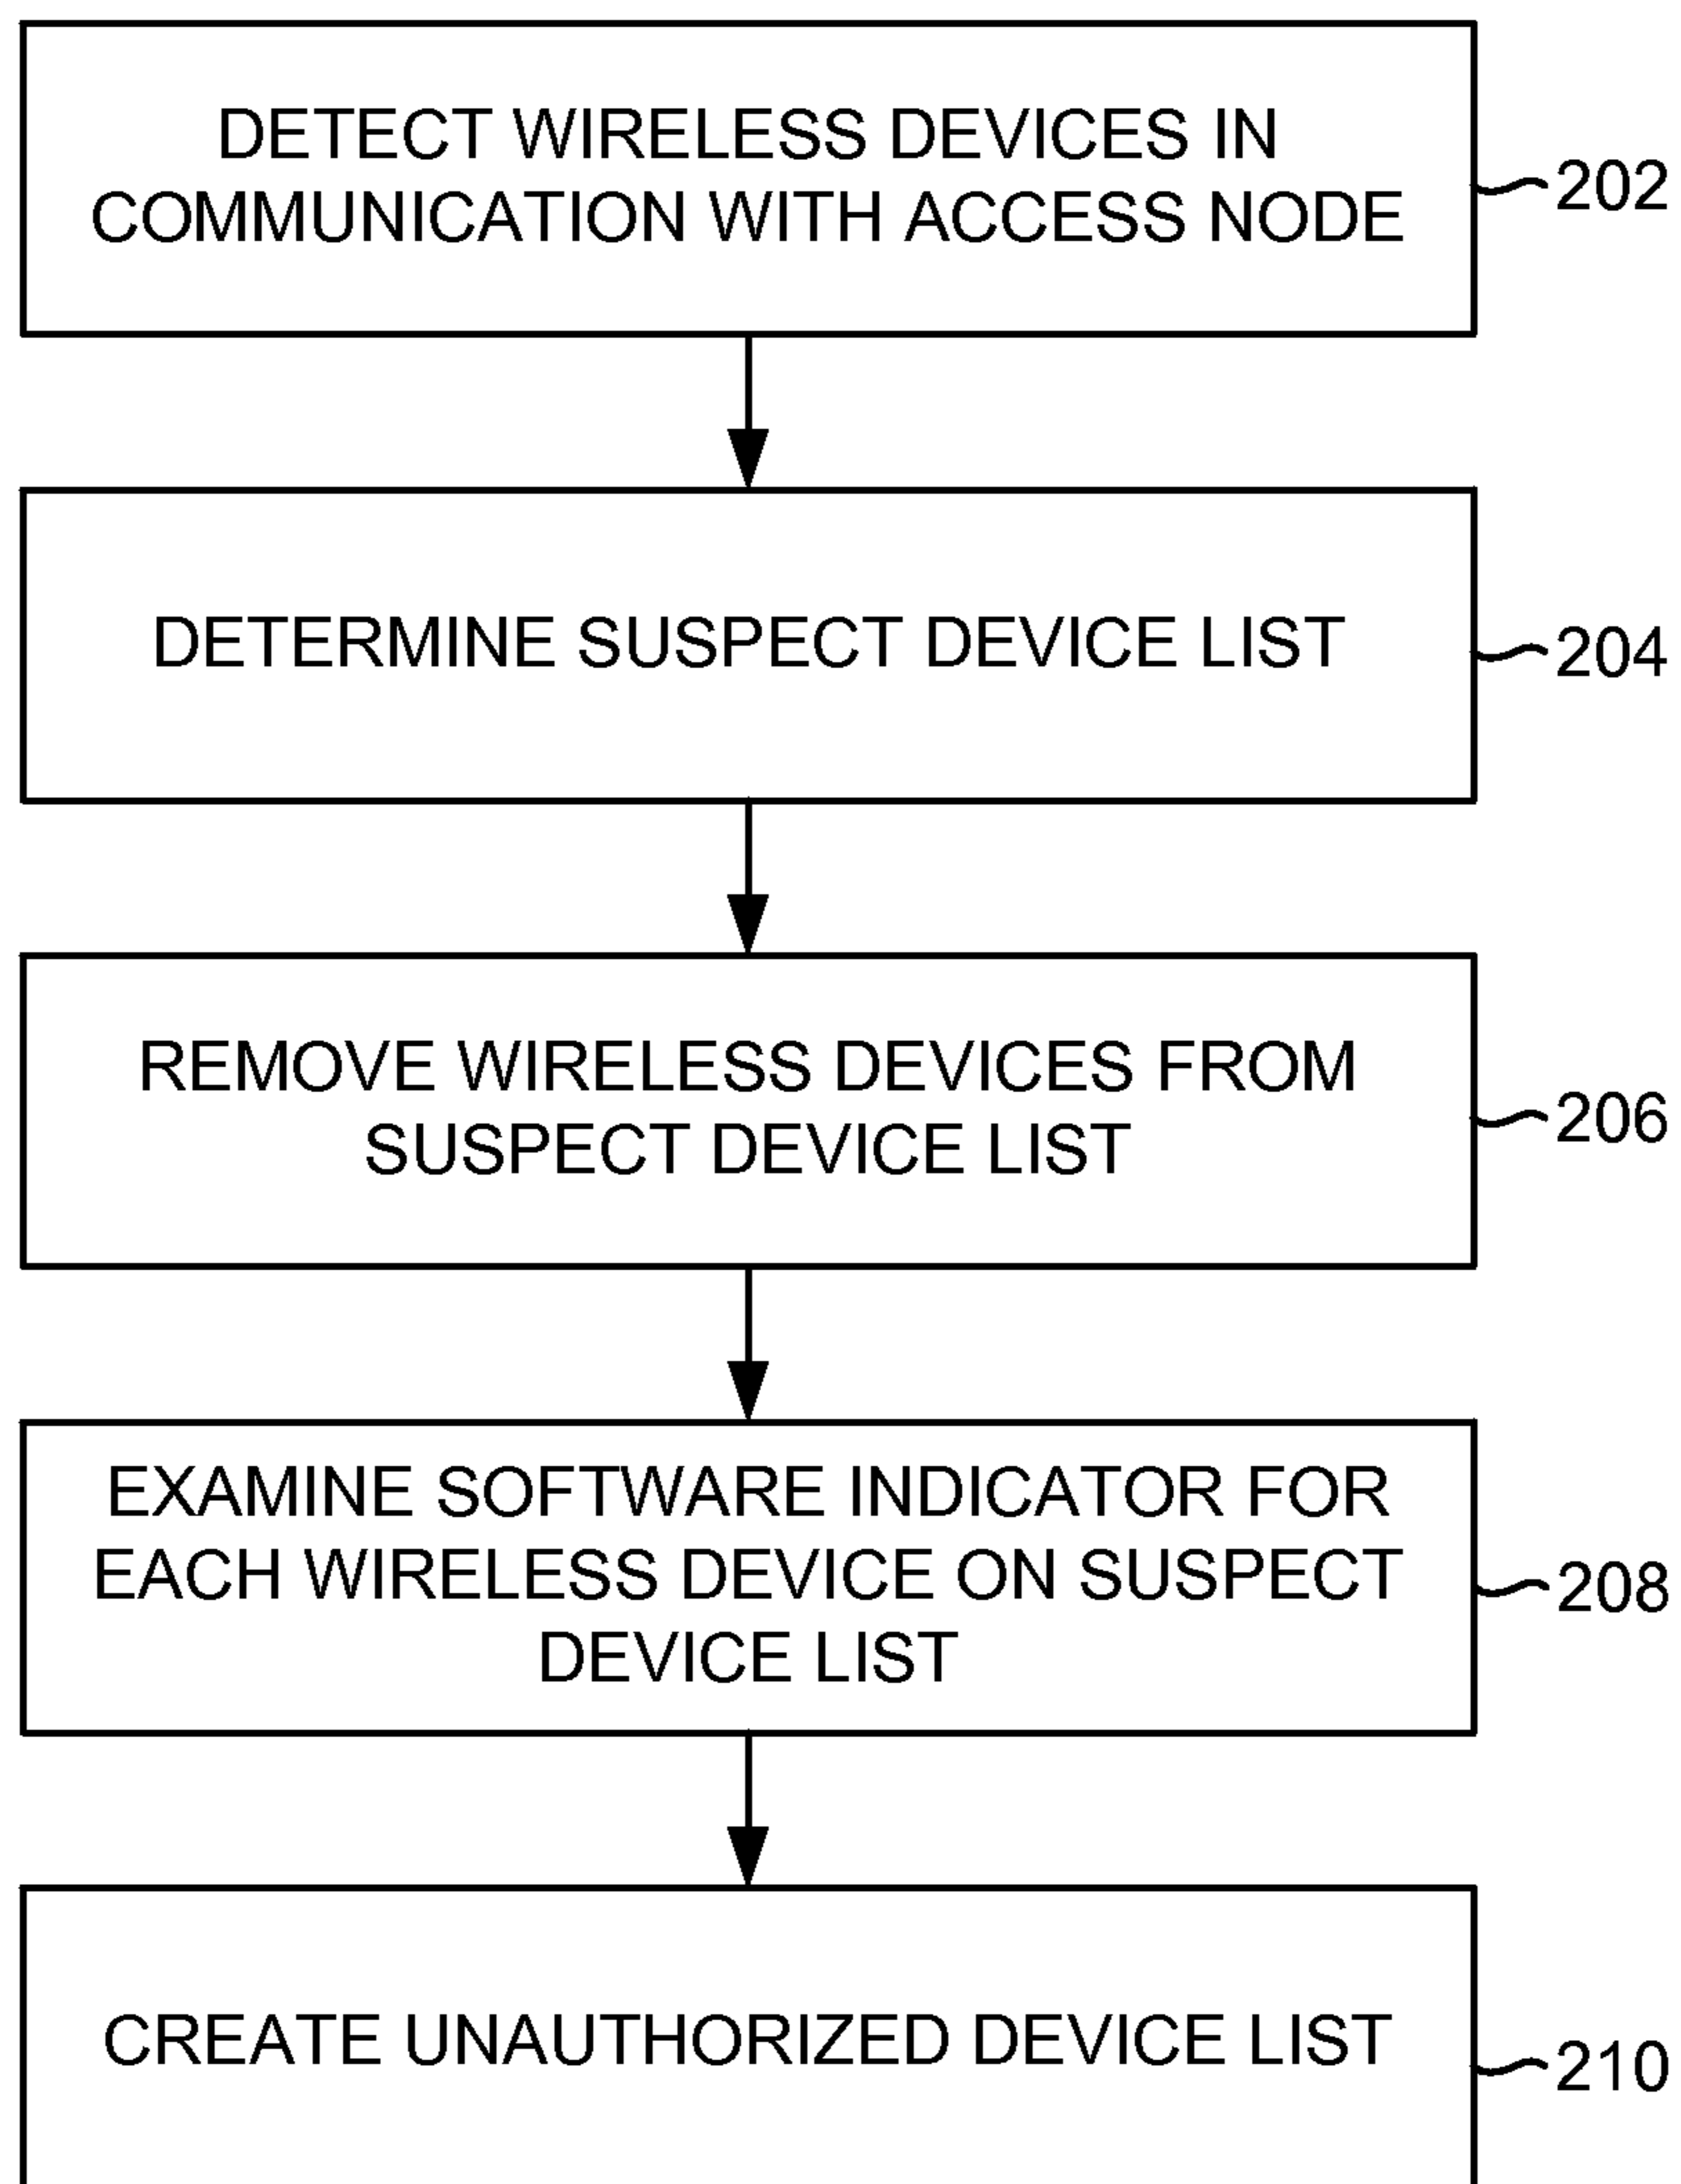 DETECT WIRELESS DEVICES IN
COMMUNICATION WITH ACCESS NODE
202
DETERMINE SUSPECT DEVICE LIST
204
REMOVE WIRELESS DEVICES FROM
SUSPECT DEVICE LIST
206
EXAMINE SOFTWARE INDICATOR FOR
EACH WIRELESS DEVICE ON SUSPECT
DEVICE LIST
208
CREATE UNAUTHORIZED DEVICE LIST
210